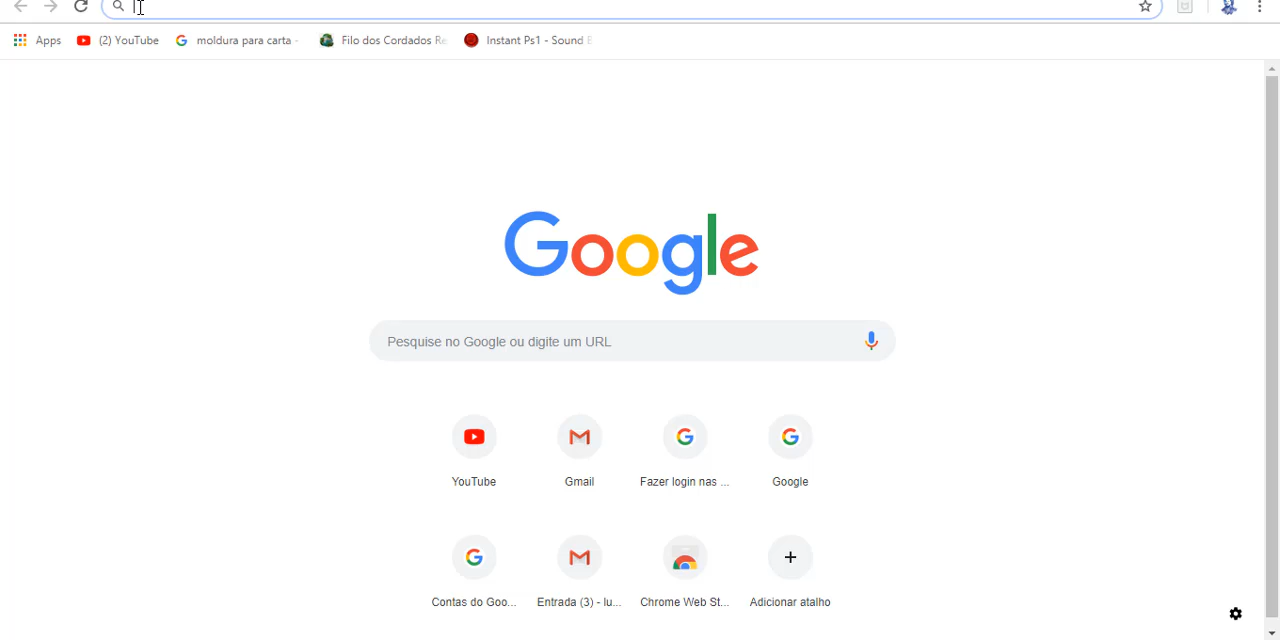 Apps (2) YouTube moldura para carta - Filo dos Cordados Re Instant Ps1 - Sound E
Google
Pesquise no Google ou digite um URL
YouTube Gmail Fazer login nas ... Google
Contas do Goo... Entrada (3) - lu... Chrome Web St... Adicionar atalho